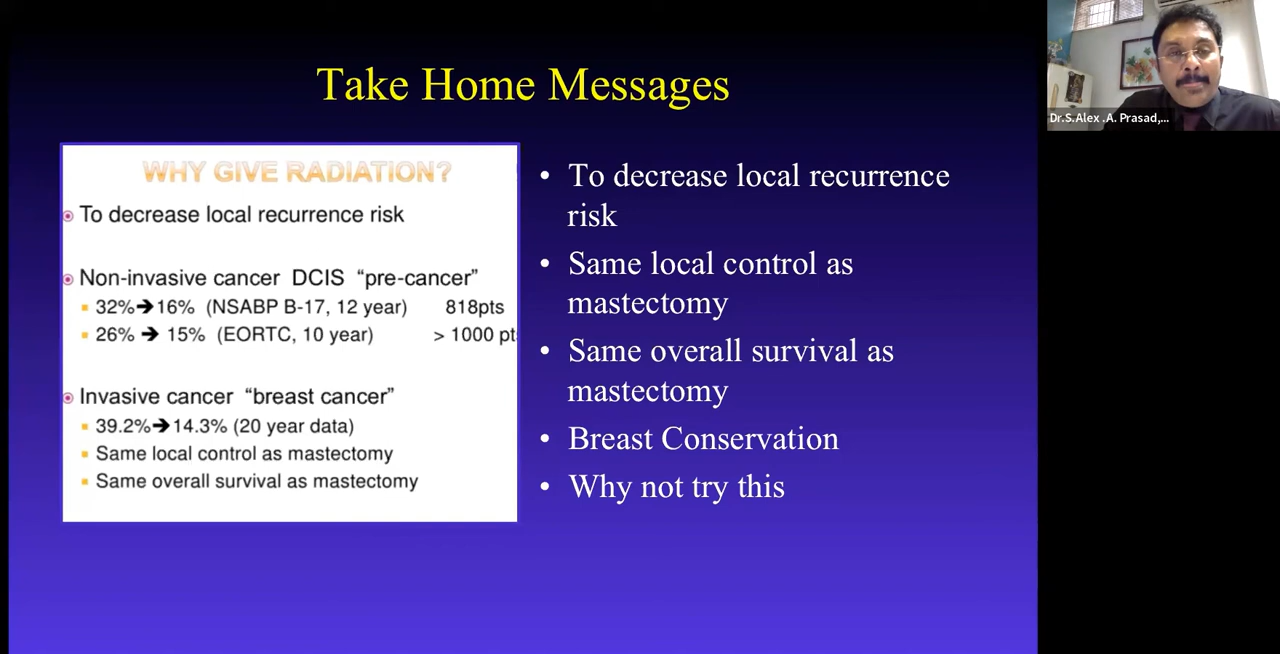 Take Home Messages
WHY GIVE RADIATION?
To decrease local recurrence risk
Non-invasive cancer DCIS “pre-cancer”
32%➔16% (NSABP B-17, 12 year) 818pts
26% ➔ 15% (EORTC, 10 year) > 1000 pt
Invasive cancer “breast cancer”
39.2%➔14.3% (20 year data)
Same local control as mastectomy
Same overall survival as mastectomy
• To decrease local recurrence
risk
• Same local control as
mastectomy
• Same overall survival as
mastectomy
• Breast Conservation
• Why not try this
Dr.S.Alex .A. Prasad,...